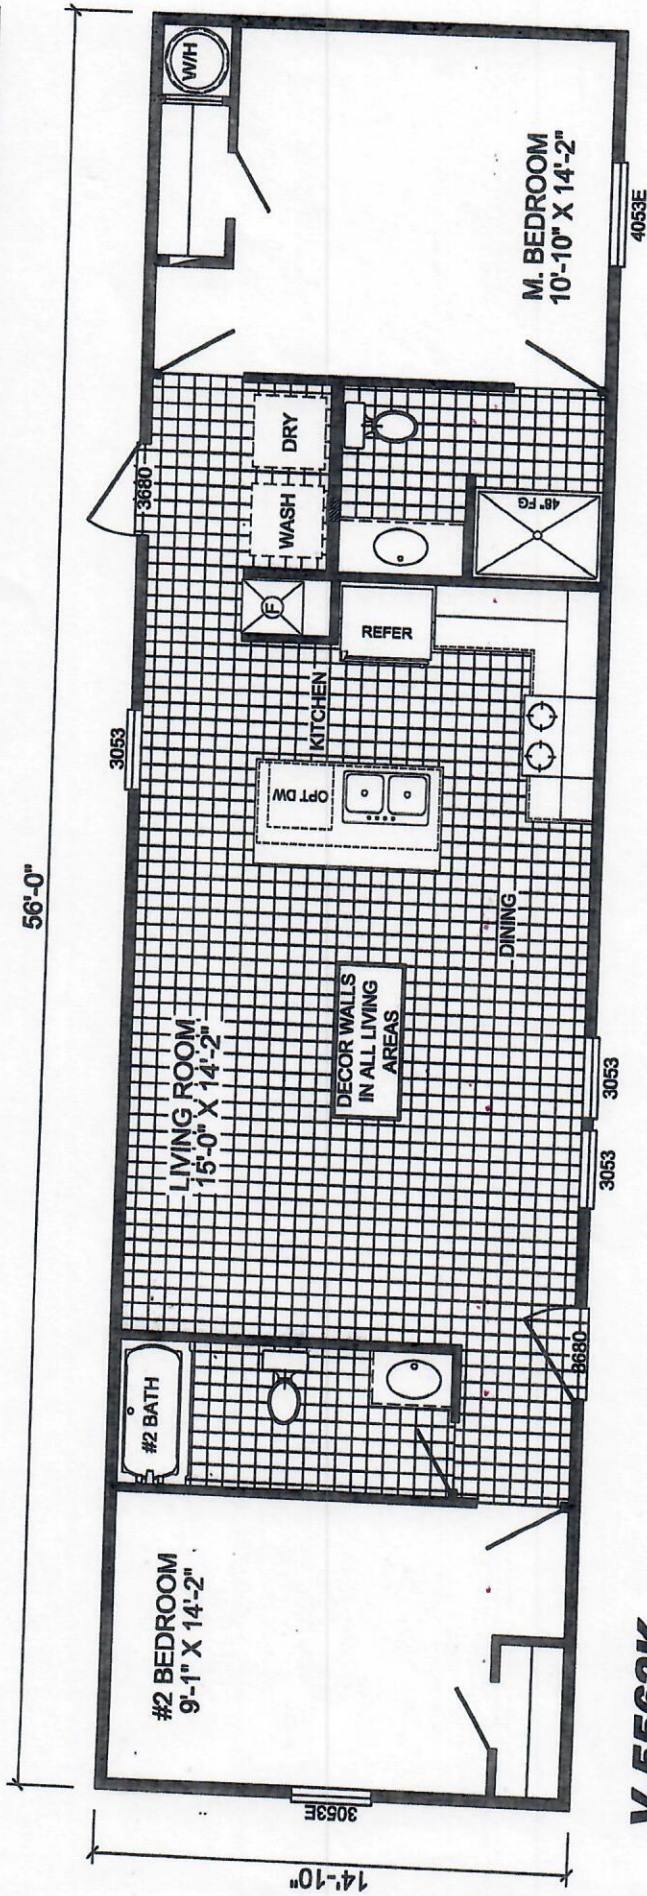 56'-0"
14'-10"
#2 BEDROOM
9'-1" X 14'-2"
3053E
#2 BATH
LIVING ROOM
15'-0" X 14'-2"
DECOR WALLS
IN ALL LIVING
AREAS
3680
3053
3053
DINING
3053
KITCHEN
OPT DW
REFER
F
WASH
DRY
3680
48" FG
W/H
M. BEDROOM
10'-10" X 14'-2"
4053E